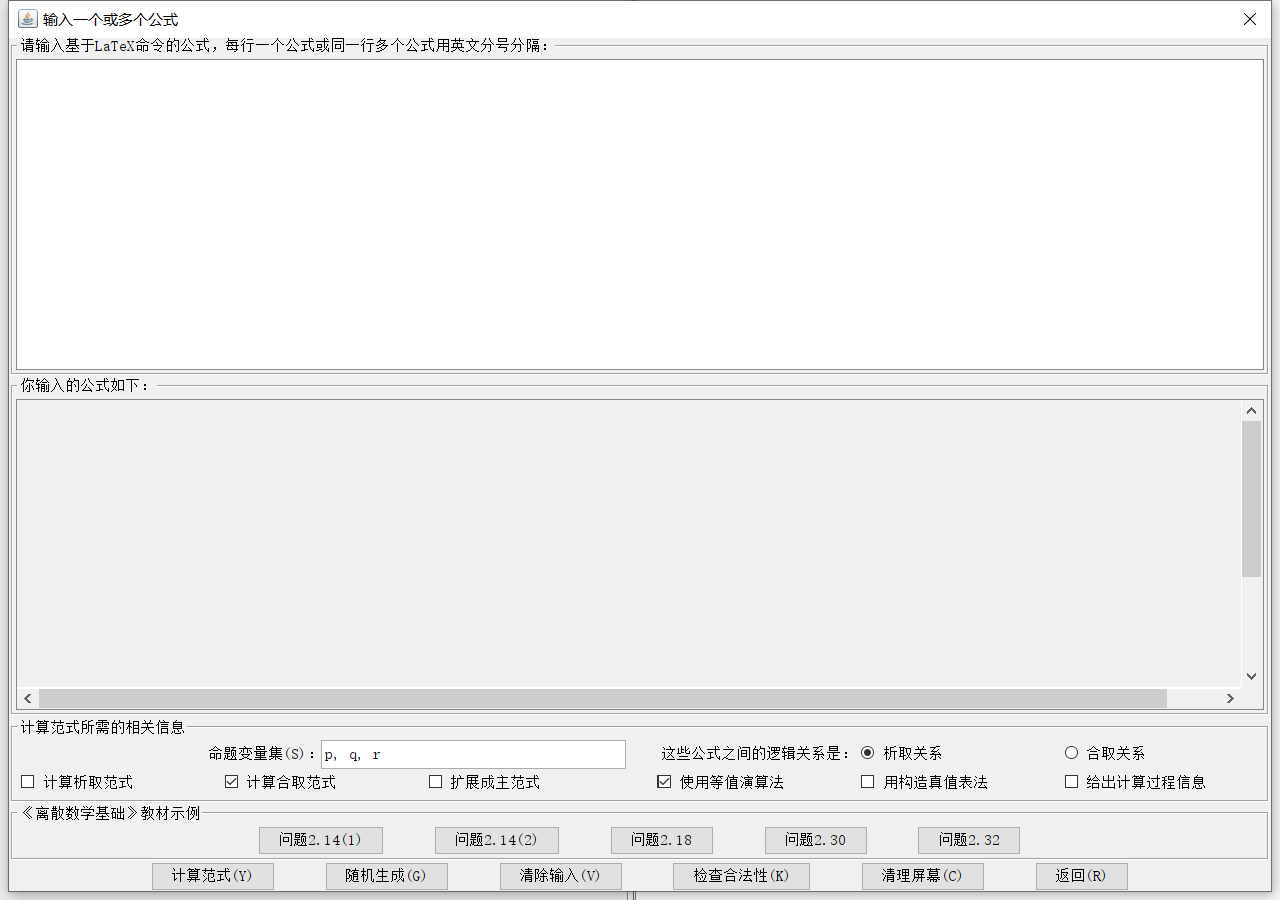 输入一个或多个公式
请输入基于LaTeX命令的公式，每行一个公式或同一行多个公式用英文分号分隔：
你输入的公式如下：
计算范式所需的相关信息
命题变量集(S)：p, q, r 这些公式之间的逻辑关系是： 析取关系 合取关系
计算析取范式 计算合取范式 扩展成主范式 使用等值演算法 用构造真值表法 给出计算过程信息
《离散数学基础》教材示例
问题2.14(1) 问题2.14(2) 问题2.18 问题2.30 问题2.32
计算范式(Y) 随机生成(G) 清除输入(V) 检查合法性(K) 清理屏幕(C) 返回(R)